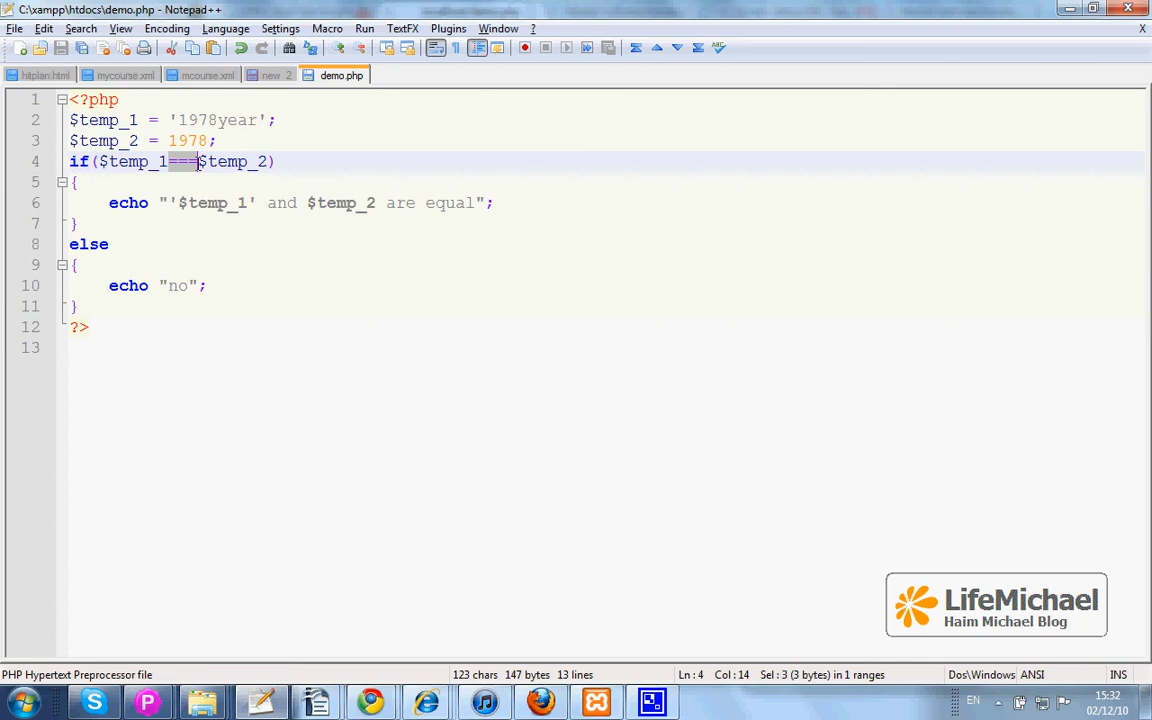 C:\xampp\htdocs\demo.php - Notepad++
File Edit Search View Encoding Language Settings Macro Run TextFX Plugins Window ? X
hitplan.html mycourse.xml mcourse.xml new 2 demo.php
1 <?php
2 $temp_1 = '1978year';
3 $temp_2 = 1978;
4 if($temp_1===$temp_2)
5 {
6 echo "'$temp_1' and $temp_2 are equal";
7 }
8 else
9 {
10 echo "no";
11 }
12 ?>
13
LifeMichael
Haim Michael Blog
PHP Hypertext Preprocessor file 123 chars 147 bytes 13 lines Ln : 4 Col : 14 Sel : 3 (3 bytes) in 1 ranges Dos\Windows ANSI INS
EN 15:32
02/12/10